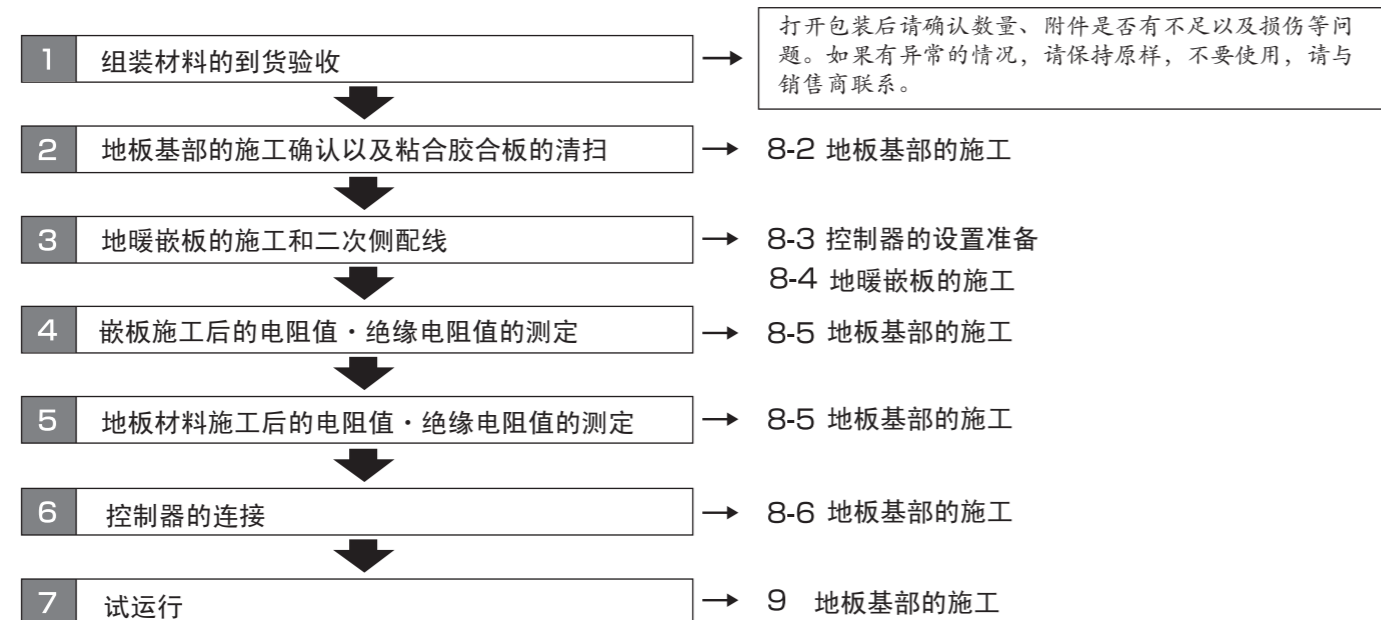 打开包装后请确认数量、附件是否有不足以及损伤等问
题。如果有异常的情况，请保持原样，不要使用，请与
销售商联系。
1 组装材料的到货验收
2 地板基部的施工确认以及粘合胶合板的清扫
8-2 地板基部的施工
3 地暖嵌板的施工和二次侧配线
8-3 控制器的设置准备
8-4 地暖嵌板的施工
4 嵌板施工后的电阻值・绝缘电阻值的测定
8-5 地板基部的施工
5 地板材料施工后的电阻值・绝缘电阻值的测定
8-5 地板基部的施工
6 控制器的连接
8-6 地板基部的施工
7 试运行
9 地板基部的施工